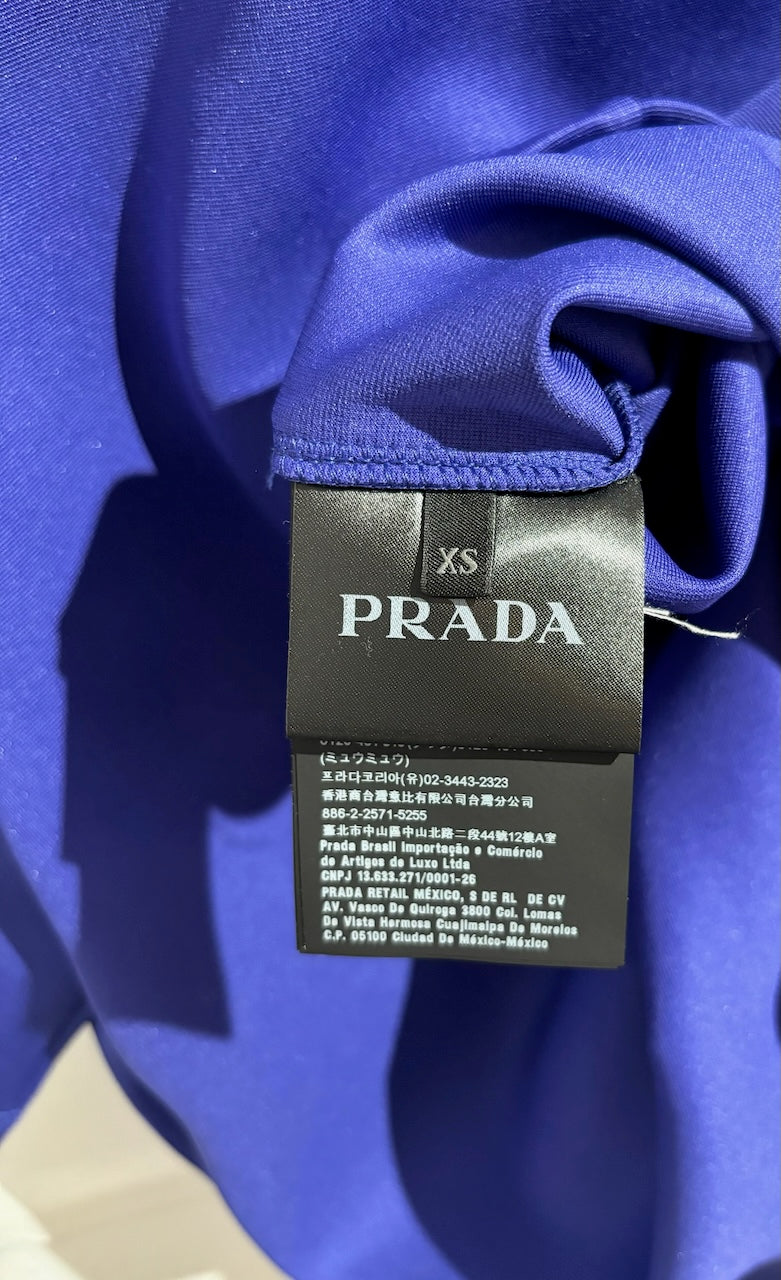 XS
PRADA
(ミュウミュウ)
프라다코리아(유)02-3443-2323
香港商台灣意比有限公司台灣分公司
886-2-2571-5255
臺北市中山區中山北路二段44號12樓A室
Prada Brasil Importação e Comércio
de Artigos de Luxo Ltda
CNPJ 13.633.271/0001-26
PRADA RETAIL MÉXICO, S DE RL DE CV
AV. Vasco De Quiroga 3800 Col. Lomas
De Vista Hermosa Cuajimalpa De Morelos
C.P. 05100 Ciudad De México-México